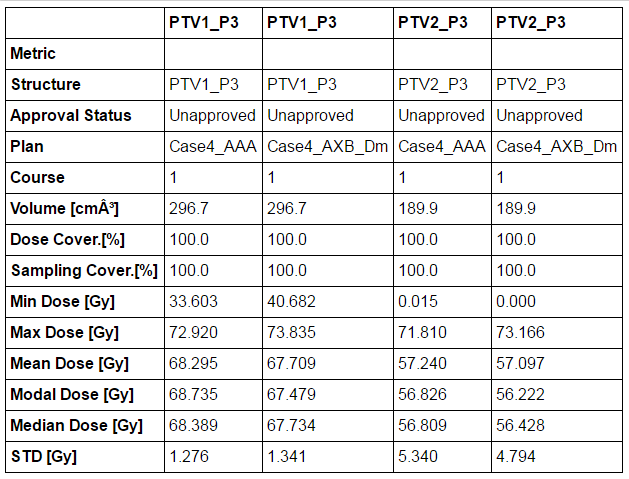 PTV1_P3 PTV1_P3 PTV2_P3 PTV2_P3
Metric
Structure PTV1_P3 PTV1_P3 PTV2_P3 PTV2_P3
Approval Status Unapproved Unapproved Unapproved Unapproved
Plan Case4_AAA Case4_AXB_Dm Case4_AAA Case4_AXB_Dm
Course 1 1 1 1
Volume [cmÂ³] 296.7 296.7 189.9 189.9
Dose Cover.[%] 100.0 100.0 100.0 100.0
Sampling Cover.[%] 100.0 100.0 100.0 100.0
Min Dose [Gy] 33.603 40.682 0.015 0.000
Max Dose [Gy] 72.920 73.835 71.810 73.166
Mean Dose [Gy] 68.295 67.709 57.240 57.097
Modal Dose [Gy] 68.735 67.479 56.826 56.222
Median Dose [Gy] 68.389 67.734 56.809 56.428
STD [Gy] 1.276 1.341 5.340 4.794